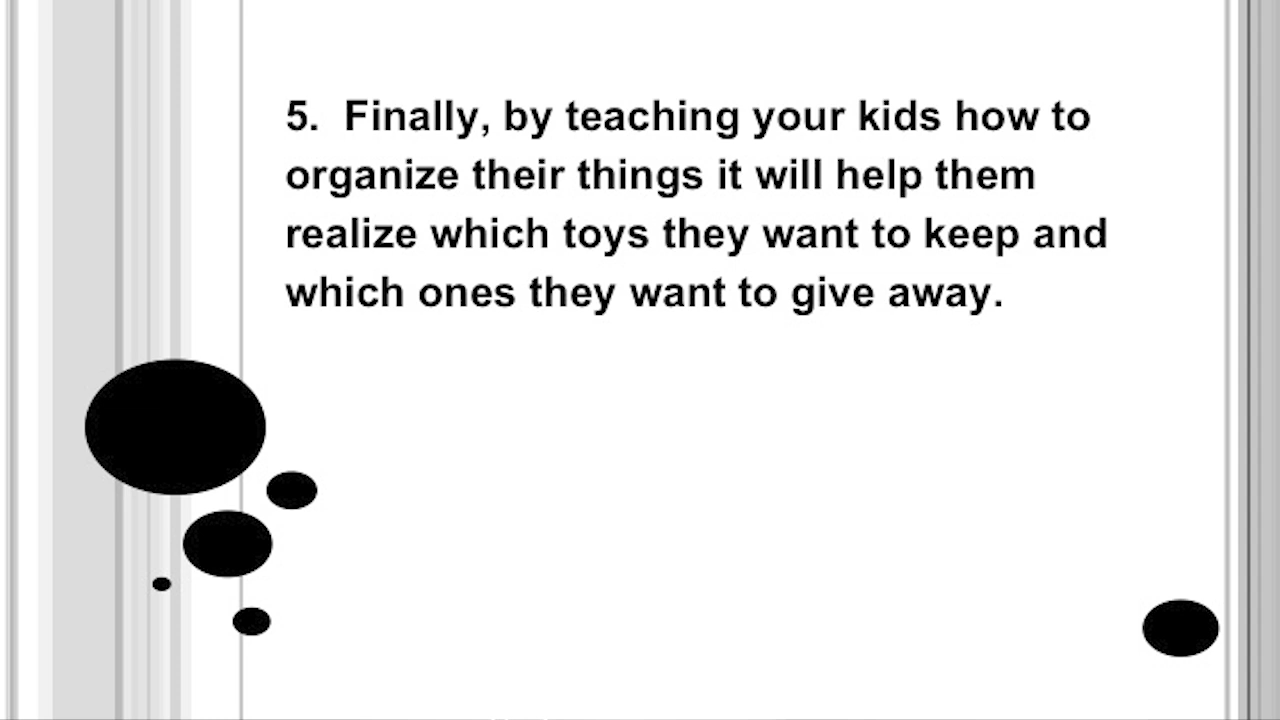 5.  Finally, by teaching your kids how to
organize their things it will help them
realize which toys they want to keep and
which ones they want to give away.